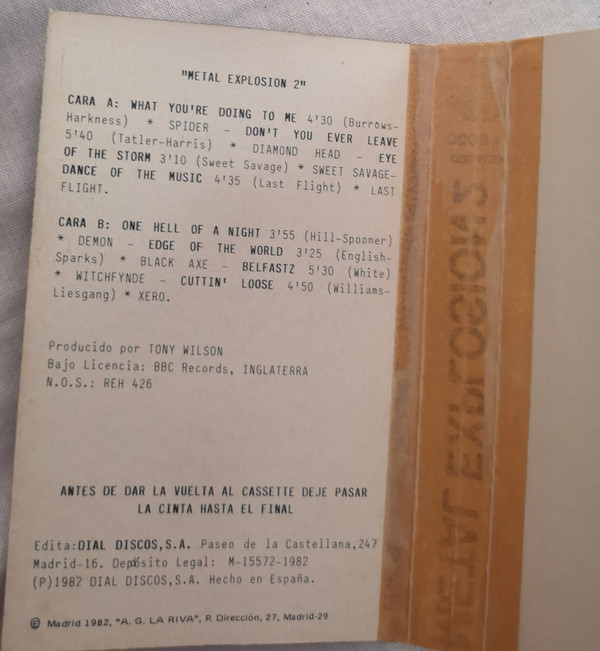 "METAL EXPLOSION 2"
CARA A: WHAT YOU'RE DOING TO ME 4'30 (Burrows-
Harkness) * SPIDER – DON'T YOU EVER LEAVE
5'40 (Tatler-Harris) * DIAMOND HEAD – EYE
OF THE STORM 3'10 (Sweet Savage) * SWEET SAVAGE–
DANCE OF THE MUSIC 4'35 (Last Flight) * LAST
FLIGHT.
CARA B: ONE HELL OF A NIGHT 3'55 (Hill-Spooner)
* DEMON – EDGE OF THE WORLD 3'25 (English-
Sparks) * BLACK AXE – BELFASTZ 5'30 (White)
* WITCHFYNDE – CUTTIN' LOOSE 4'50 (Williams-
Liesgang) * XERO.
Producido por TONY WILSON
Bajo Licencia: BBC Records, INGLATERRA
N.O.S.: REH 426
ANTES DE DAR LA VUELTA AL CASSETTE DEJE PASAR
LA CINTA HASTA EL FINAL
Edita:DIAL DISCOS,S.A. Paseo de la Castellana,247
Madrid-16. Depósito Legal: M-15572-1982
(P)1982 DIAL DISCOS,S.A. Hecho en España.
© Madrid 1982, "A. G. LA RIVA", P. Dirección, 27, Madrid-29
METAL EXPLOSION 2